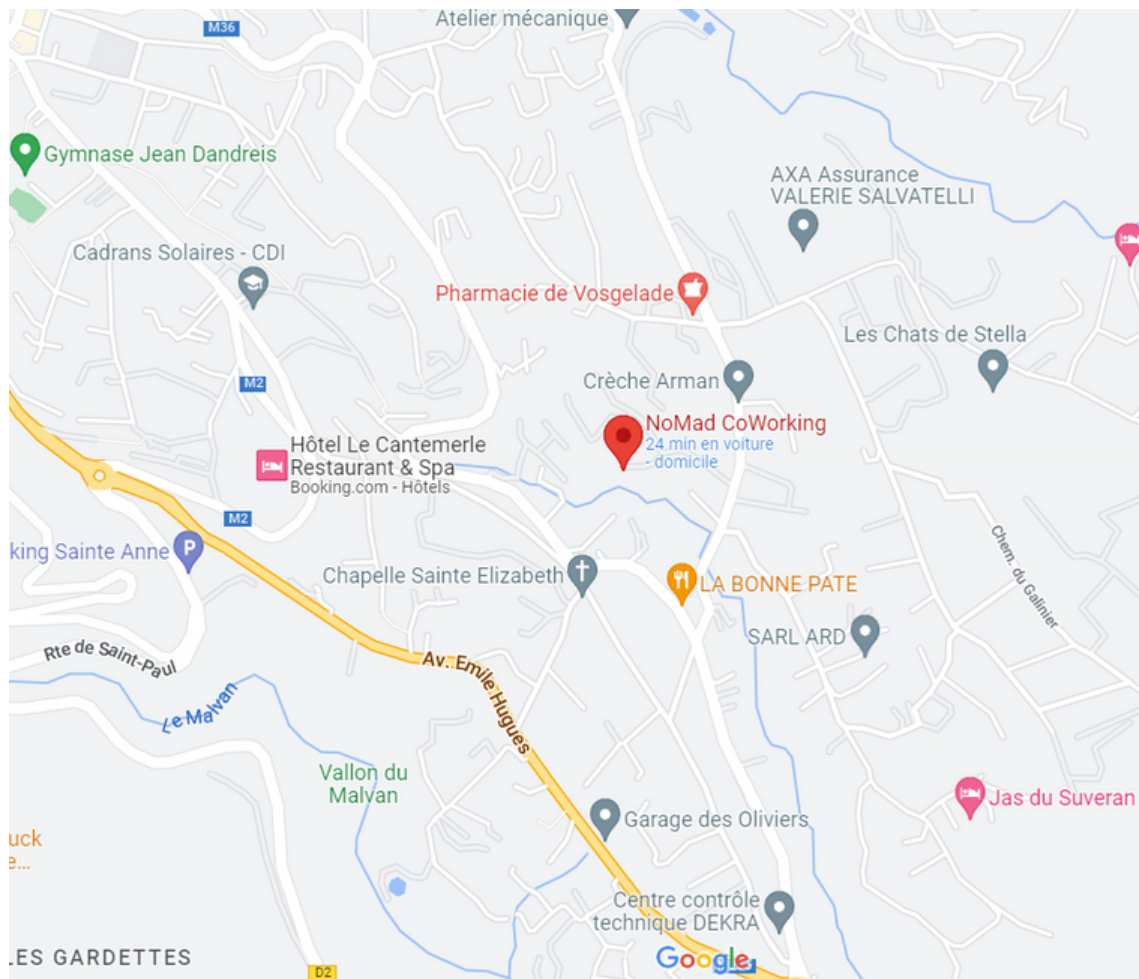 Atelier mécanique
M36
Gymnase Jean Dandreis
AXA Assurance
VALERIE SALVATELLI
Cadrans Solaires - CDI
Pharmacie de Vosgelade
Les Chats de Stella
M2
Crèche Arman
NoMad CoWorking
24 min en voiture
- domicile
Hôtel Le Cantemerle
Restaurant & Spa
Booking.com - Hôtels
M2
king Sainte Anne
P
Chapelle Sainte Elizabeth
LA BONNE PATE
Chem. du Galinier
SARL ARD
Rte de Saint-Paul
Av. Emile Hugues
Le Malvan
Vallon du
Malvan
Jas du Suveran
Garage des Oliviers
uck
e...
Centre contrôle
technique DEKRA
LES GARDETTES
Google
D2